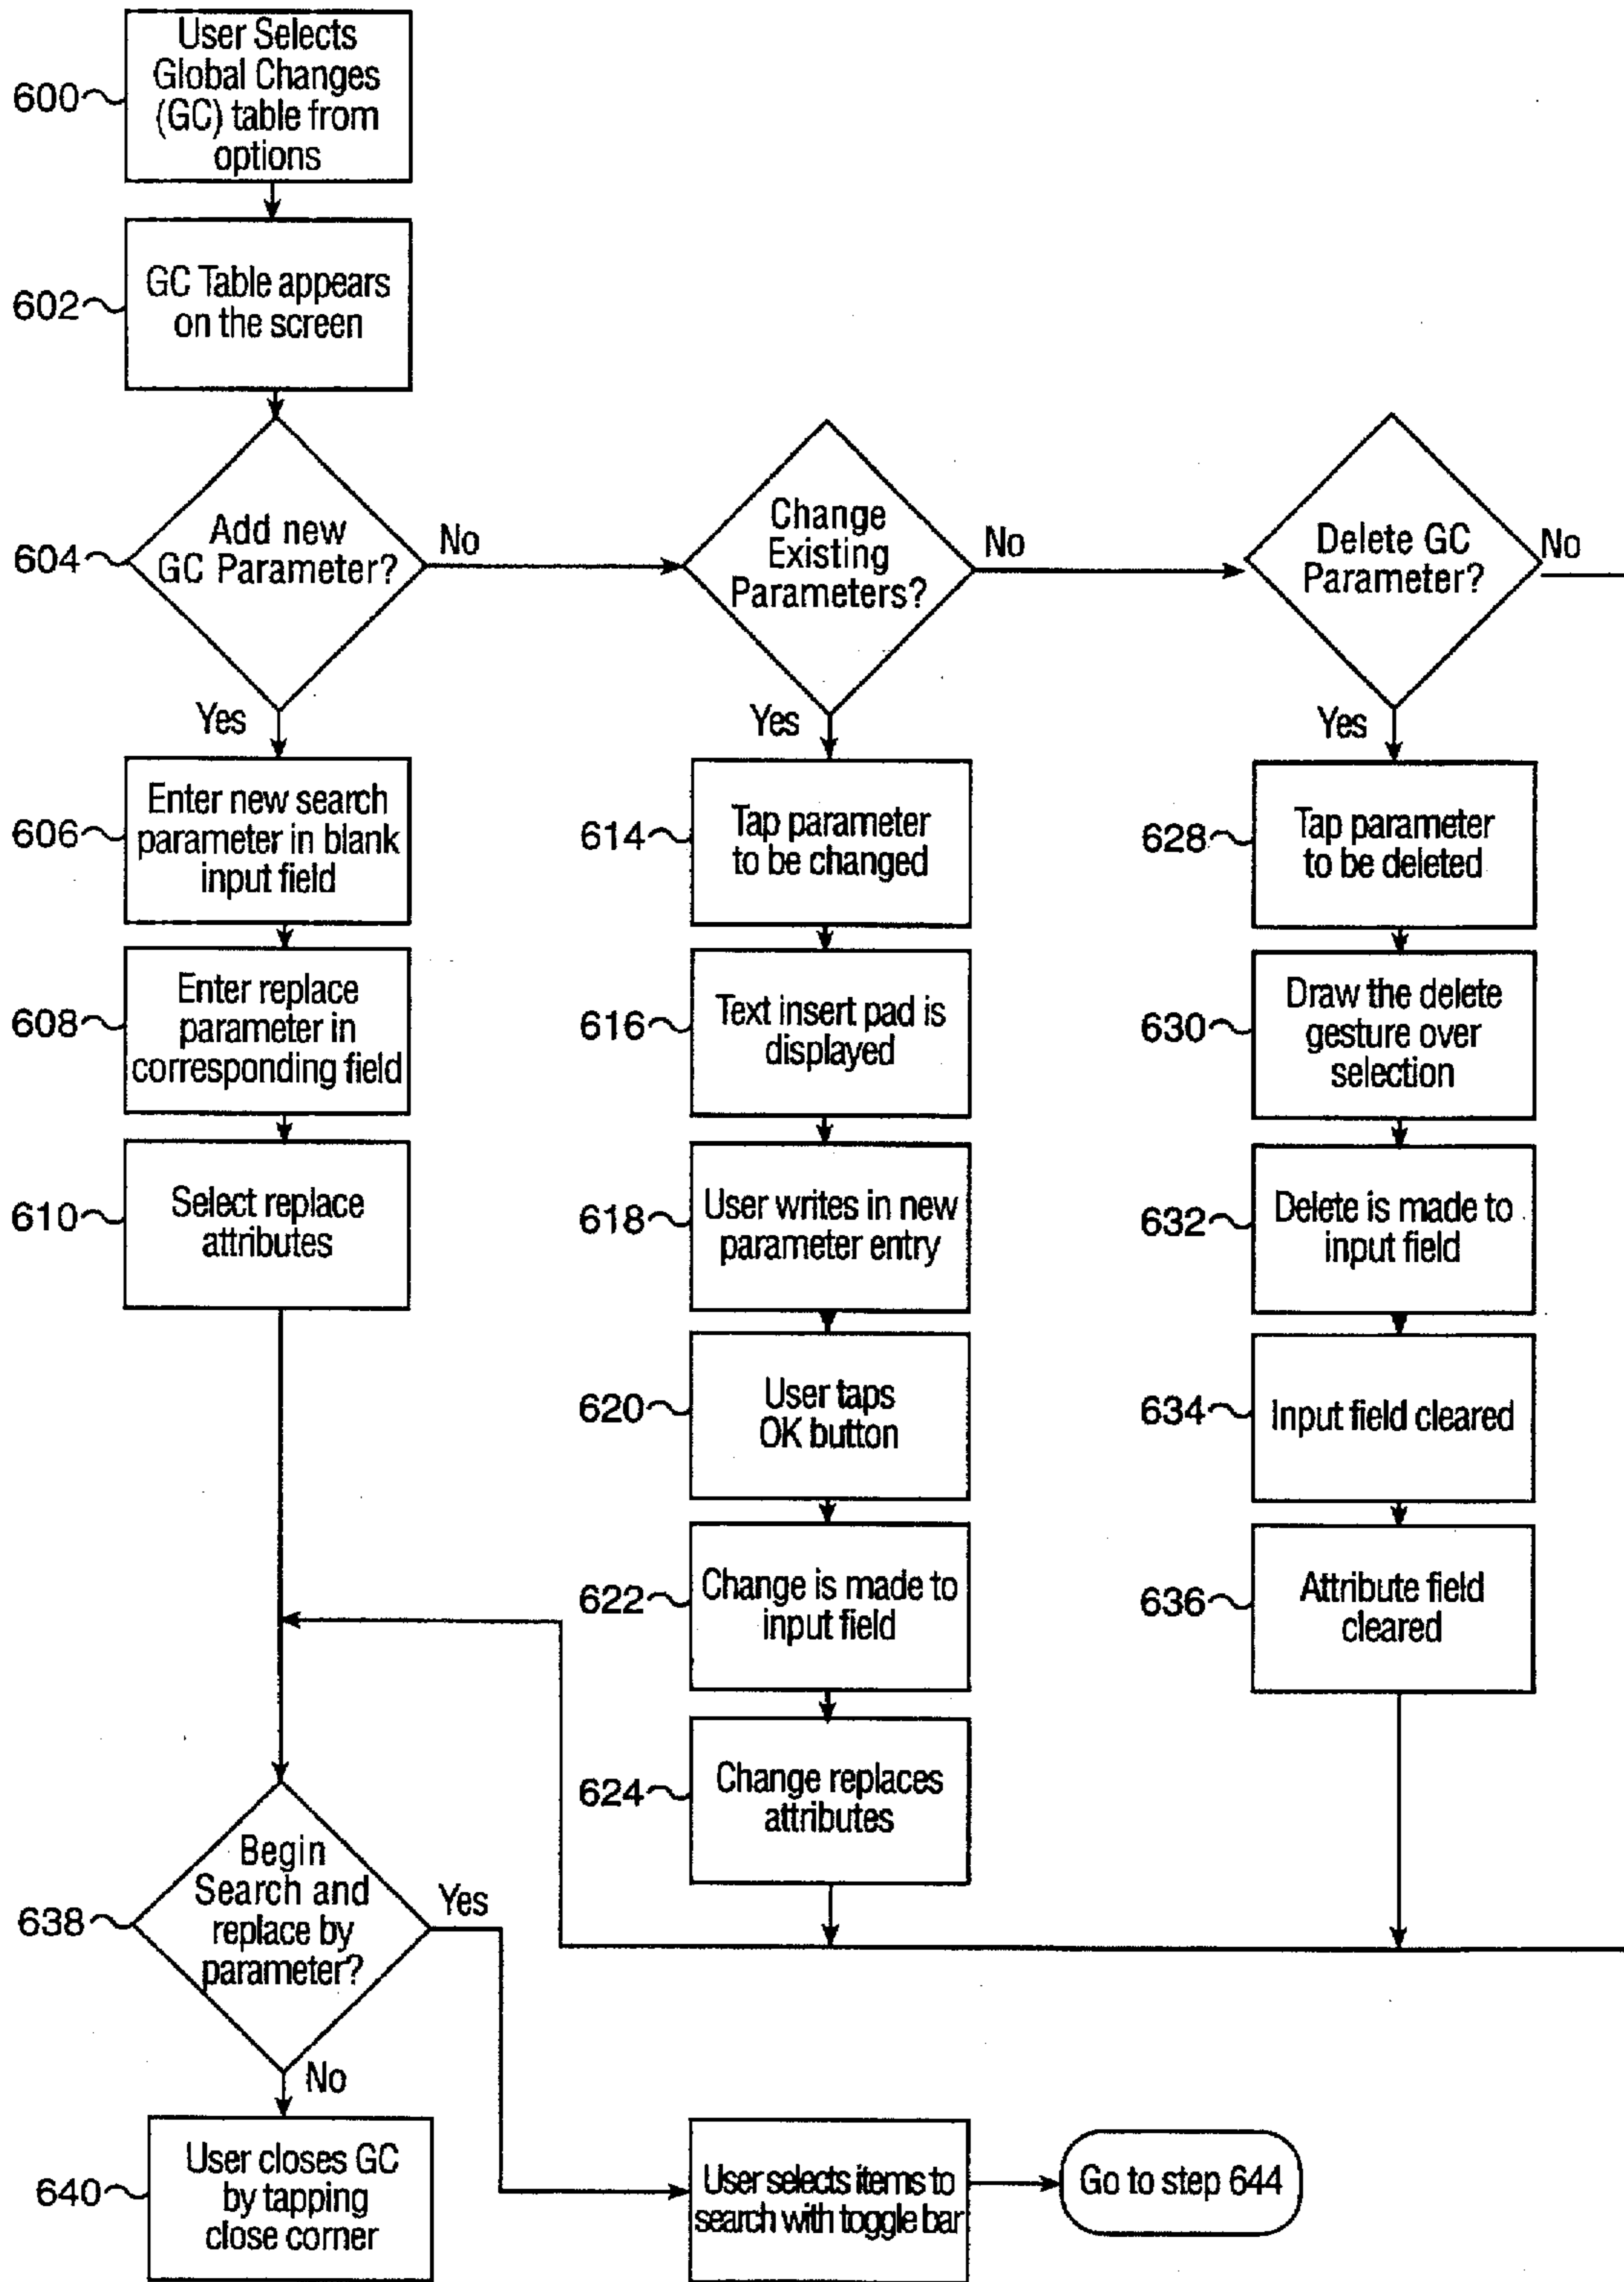 600
User Selects
Global Changes
(GC) table from
options
602
GC Table appears
on the screen
604
Add new
GC Parameter?
No
Yes
Change
Existing
Parameters?
No
Yes
Delete GC
Parameter?
No
Yes
606
Enter new search
parameter in blank
input field
608
Enter replace
parameter in
corresponding field
610
Select replace
attributes
614
Tap parameter
to be changed
616
Text insert pad is
displayed
618
User writes in new
parameter entry
620
User taps
OK button
622
Change is made to
input field
624
Change replaces
attributes
628
Tap parameter
to be deleted
630
Draw the delete
gesture over
selection
632
Delete is made to
input field
634
Input field cleared
636
Attribute field
cleared
638
Begin
Search and
replace by
parameter?
Yes
No
640
User closes GC
by tapping
close corner
User selects items to
search with toggle bar
Go to step 644